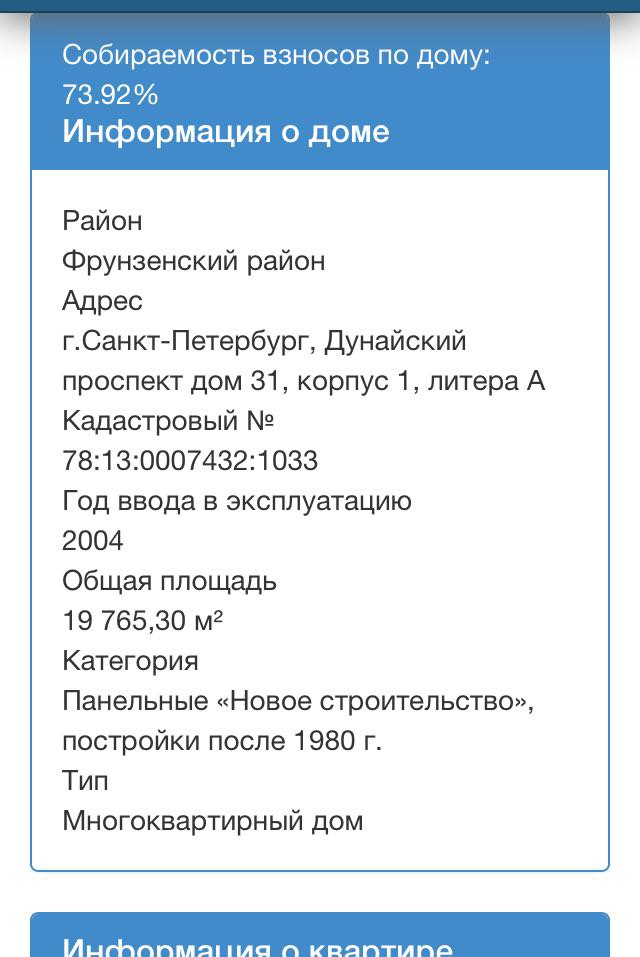 Собираемость взносов по дому:
73.92%
Информация о доме
Район
Фрунзенский район
Адрес
г.Санкт-Петербург, Дунайский
проспект дом 31, корпус 1, литера А
Кадастровый №
78:13:0007432:1033
Год ввода в эксплуатацию
2004
Общая площадь
19 765,30 м²
Категория
Панельные «Новое строительство»,
постройки после 1980 г.
Тип
Многоквартирный дом
Информация о квартире